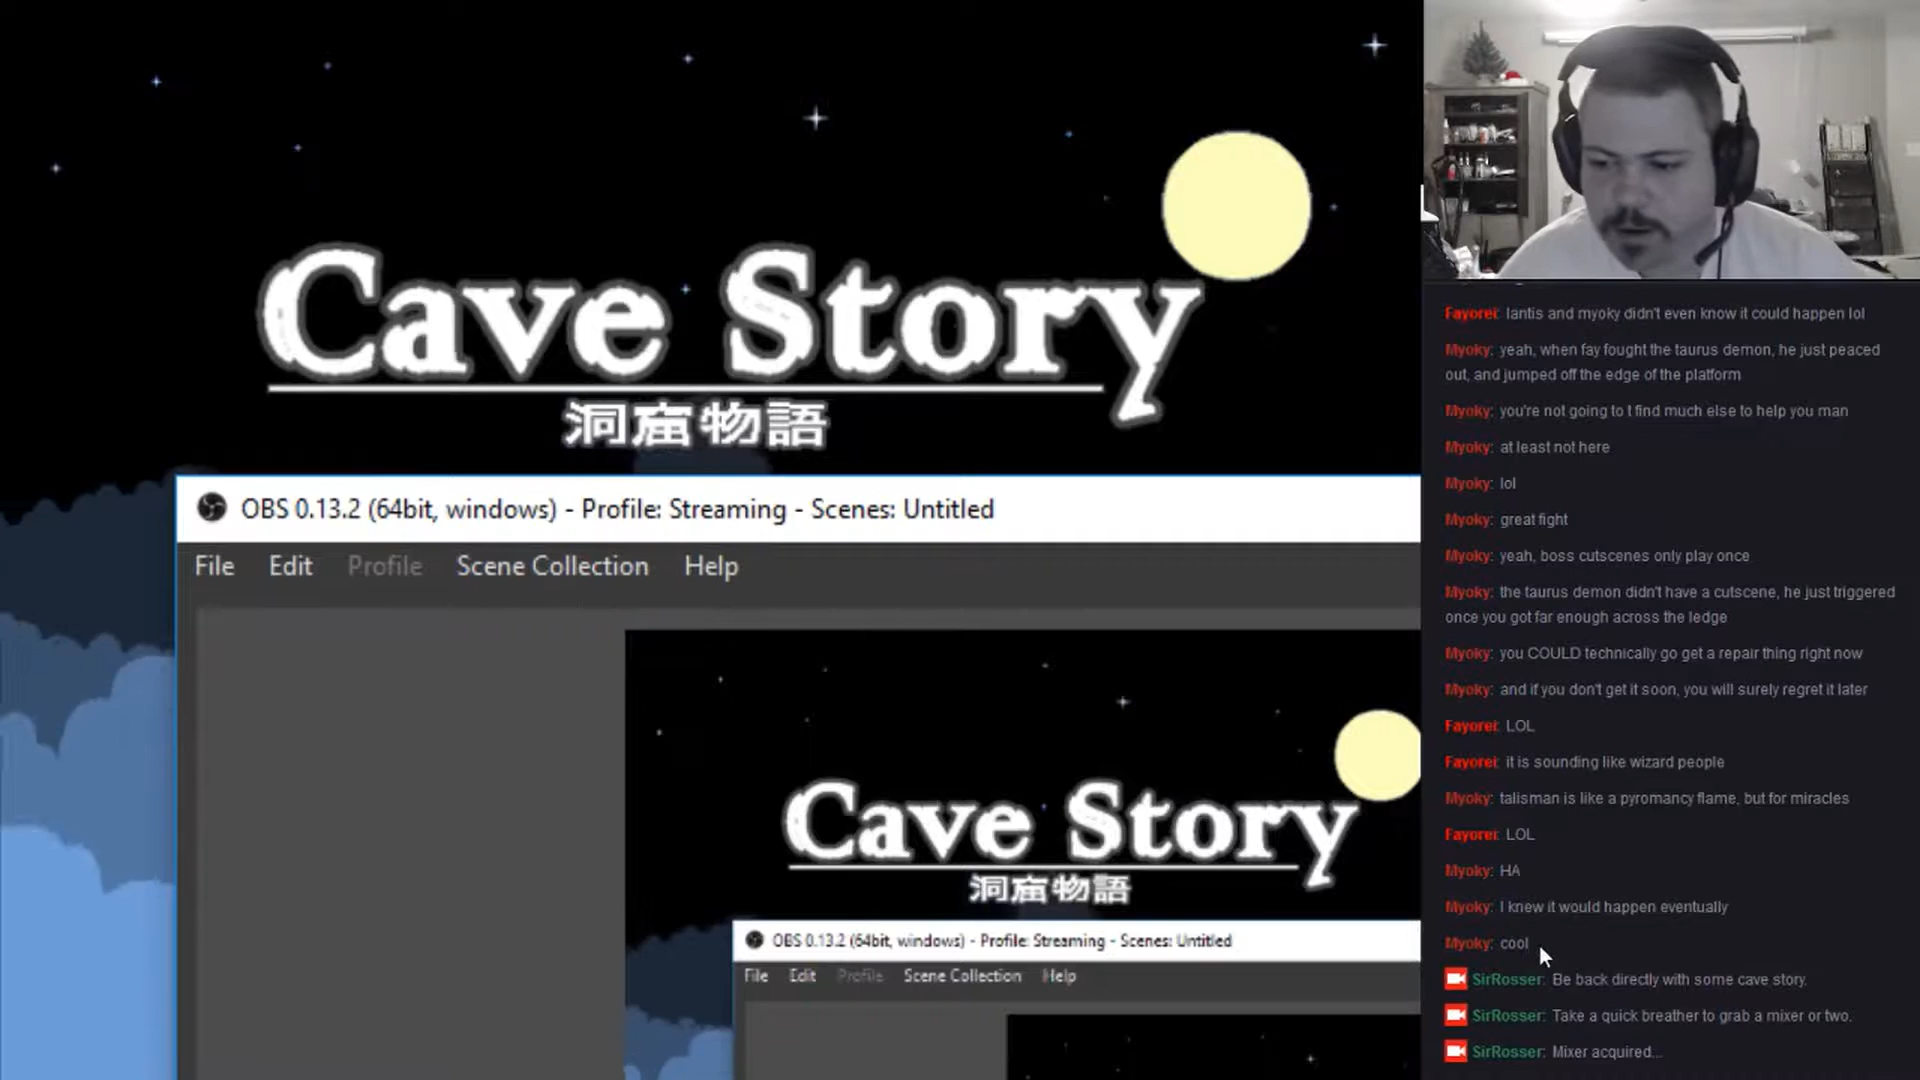 Cave Story
洞窟物語
OBS 0.13.2 (64bit, windows) - Profile: Streaming - Scenes: Untitled
File Edit Profile Scene Collection Help
Cave Story
洞窟物語
OBS 0.13.2 (64bit, windows) - Profile: Streaming - Scenes: Untitled
File Edit Profile Scene Collection Help
Fayorei: lantis and myoky didn't even know it could happen lol
Myoky: yeah, when fay fought the taurus demon, he just peaced
out, and jumped off the edge of the platform
Myoky: you're not going to t find much else to help you man
Myoky: at least not here
Myoky: lol
Myoky: great fight
Myoky: yeah, boss cutscenes only play once
Myoky: the taurus demon didn't have a cutscene, he just triggered
once you got far enough across the ledge
Myoky: you COULD technically go get a repair thing right now
Myoky: and if you don't get it soon, you will surely regret it later
Fayorei: LOL
Fayorei: it is sounding like wizard people
Myoky: talisman is like a pyromancy flame, but for miracles
Fayorei: LOL
Myoky: HA
Myoky: I knew it would happen eventually
Myoky: cool
SirRosser: Be back directly with some cave story.
SirRosser: Take a quick breather to grab a mixer or two.
SirRosser: Mixer acquired...